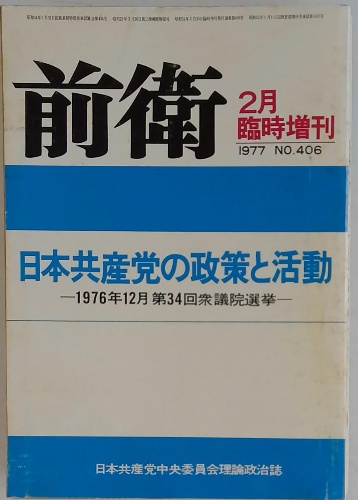 前衛
2月
臨時増刊
1977 NO.406
日本共産党の政策と活動
―1976年12月第34回衆議院選挙―
日本共産党中央委員会理論政治誌